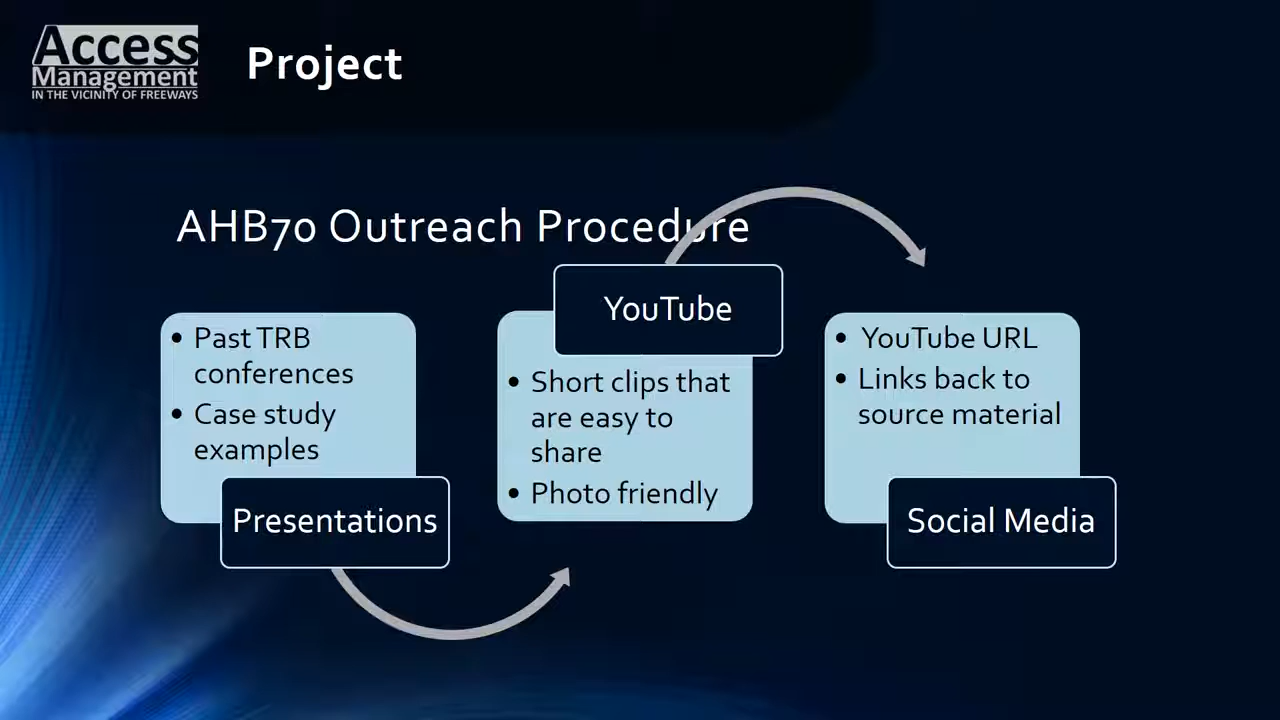 Access
Management
IN THE VICINITY OF FREEWAYS
Project
AHB70 Outreach Procedure
• Past TRB
conferences
• Case study
examples
Presentations
YouTube
• Short clips that
are easy to
share
• Photo friendly
• YouTube URL
• Links back to
source material
Social Media